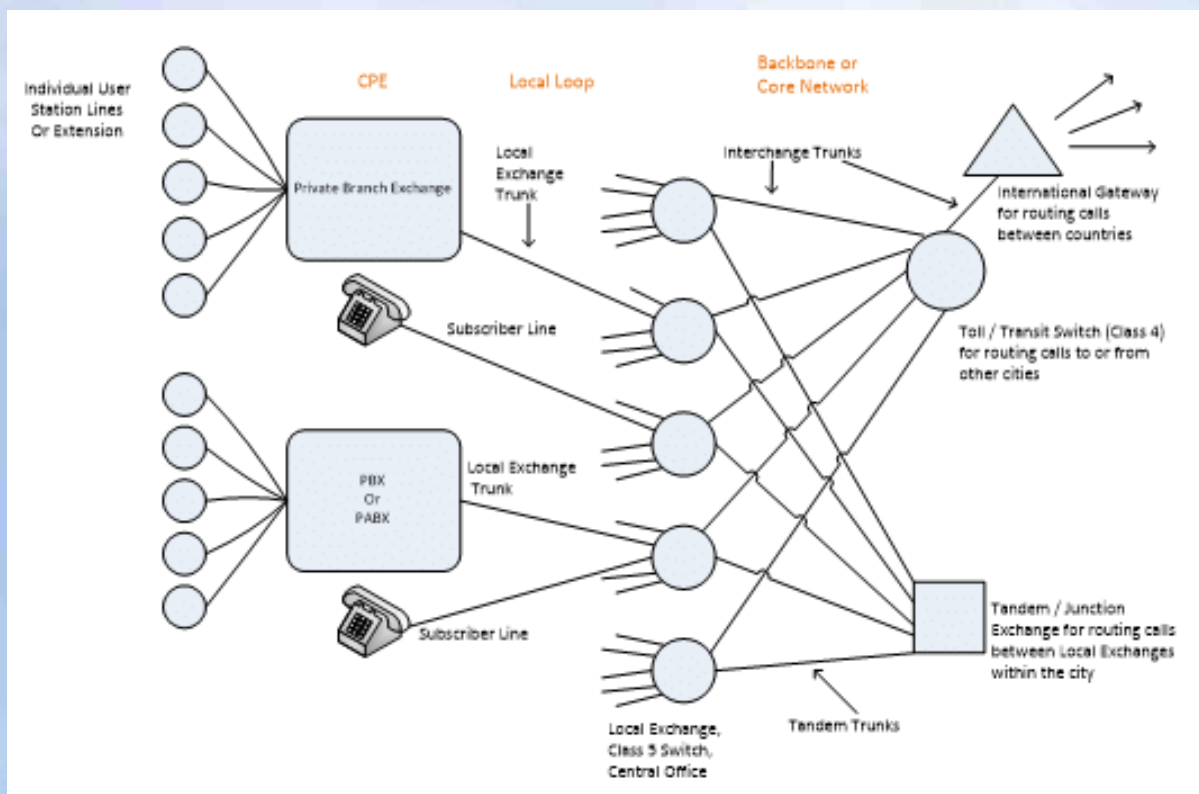 Individual User
Station Lines
Or Extension
CPE
Local Loop
Backbone or
Core Network
Private Branch Exchange
Local
Exchange
Trunk
Interchange Trunks
International Gateway
for routing calls
between countries
Subscriber Line
Toll / Transit Switch (Class 4)
for routing calls to or from
other cities
PBX
Or
PABX
Local Exchange
Trunk
Subscriber Line
Tandem / Junction
Exchange for routing calls
between Local Exchanges
within the city
Tandem Trunks
Local Exchange,
Class 5 Switch,
Central Office